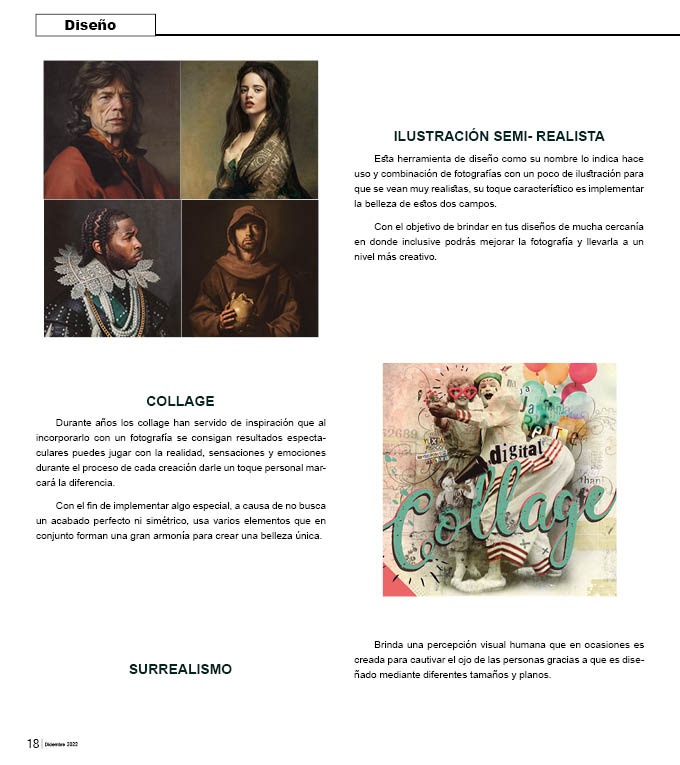 Diseño
ILUSTRACIÓN SEMI- REALISTA
Esta herramienta de diseño como su nombre lo indica hace
uso y combinación de fotografías con un poco de ilustración para
que se vean muy realistas, su toque característico es implementar
la belleza de estos dos campos.
Con el objetivo de brindar en tus diseños de mucha cercanía
en donde inclusive podrás mejorar la fotografía y llevarla a un
nivel más creativo.
COLLAGE
Durante años los collage han servido de inspiración que al
incorporarlo con un fotografía se consigan resultados especta-
culares puedes jugar con la realidad, sensaciones y emociones
durante el proceso de cada creación darle un toque personal mar-
cará la diferencia.
Con el fin de implementar algo especial, a causa de no busca
un acabado perfecto ni simétrico, usa varios elementos que en
conjunto forman una gran armonía para crear una belleza única.
digital
Collage
SURREALISMO
Brinda una percepción visual humana que en ocasiones es
creada para cautivar el ojo de las personas gracias a que es dise-
ñado mediante diferentes tamaños y planos.
18 Diciembre 2022